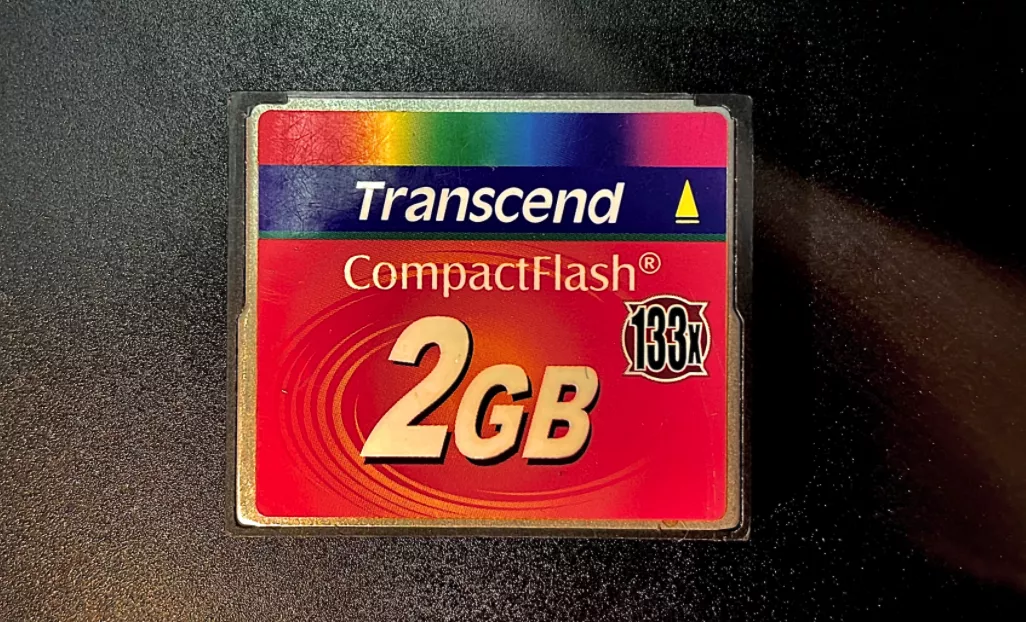 Transcend
CompactFlash®
133x
2GB